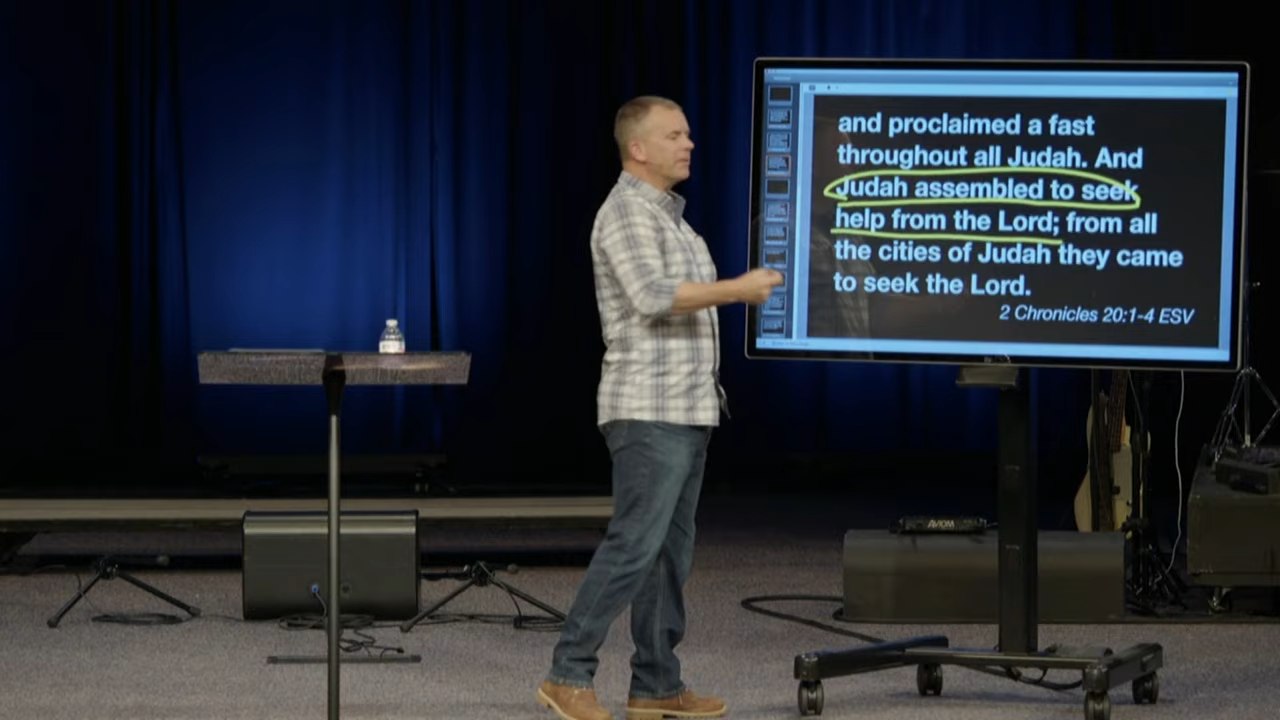 and proclaimed a fast
throughout all Judah. And
Judah assembled to seek
help from the Lord; from all
the cities of Judah they came
to seek the Lord.
2 Chronicles 20:1-4 ESV
AVIOM